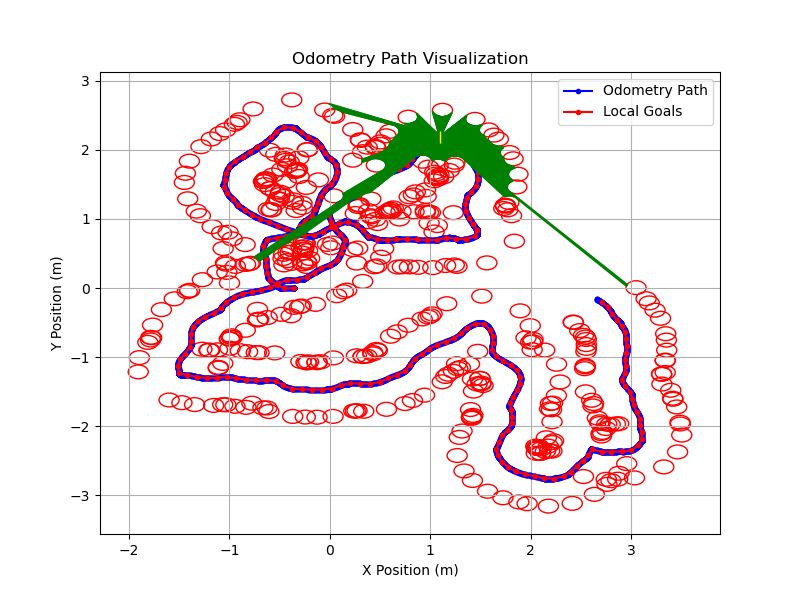 Odometry Path Visualization
Odometry Path
Local Goals
3
2
1
0
−1
−2
−3
Y Position (m)
−2
−1
0
1
2
3
X Position (m)